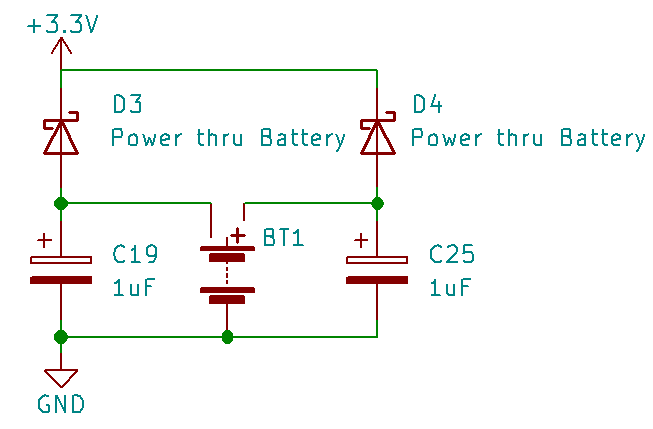 +3.3V
D3
Power thru Battery
D4
Power thru Battery
+
BT1
+
C19
1uF
+
C25
1uF
GND